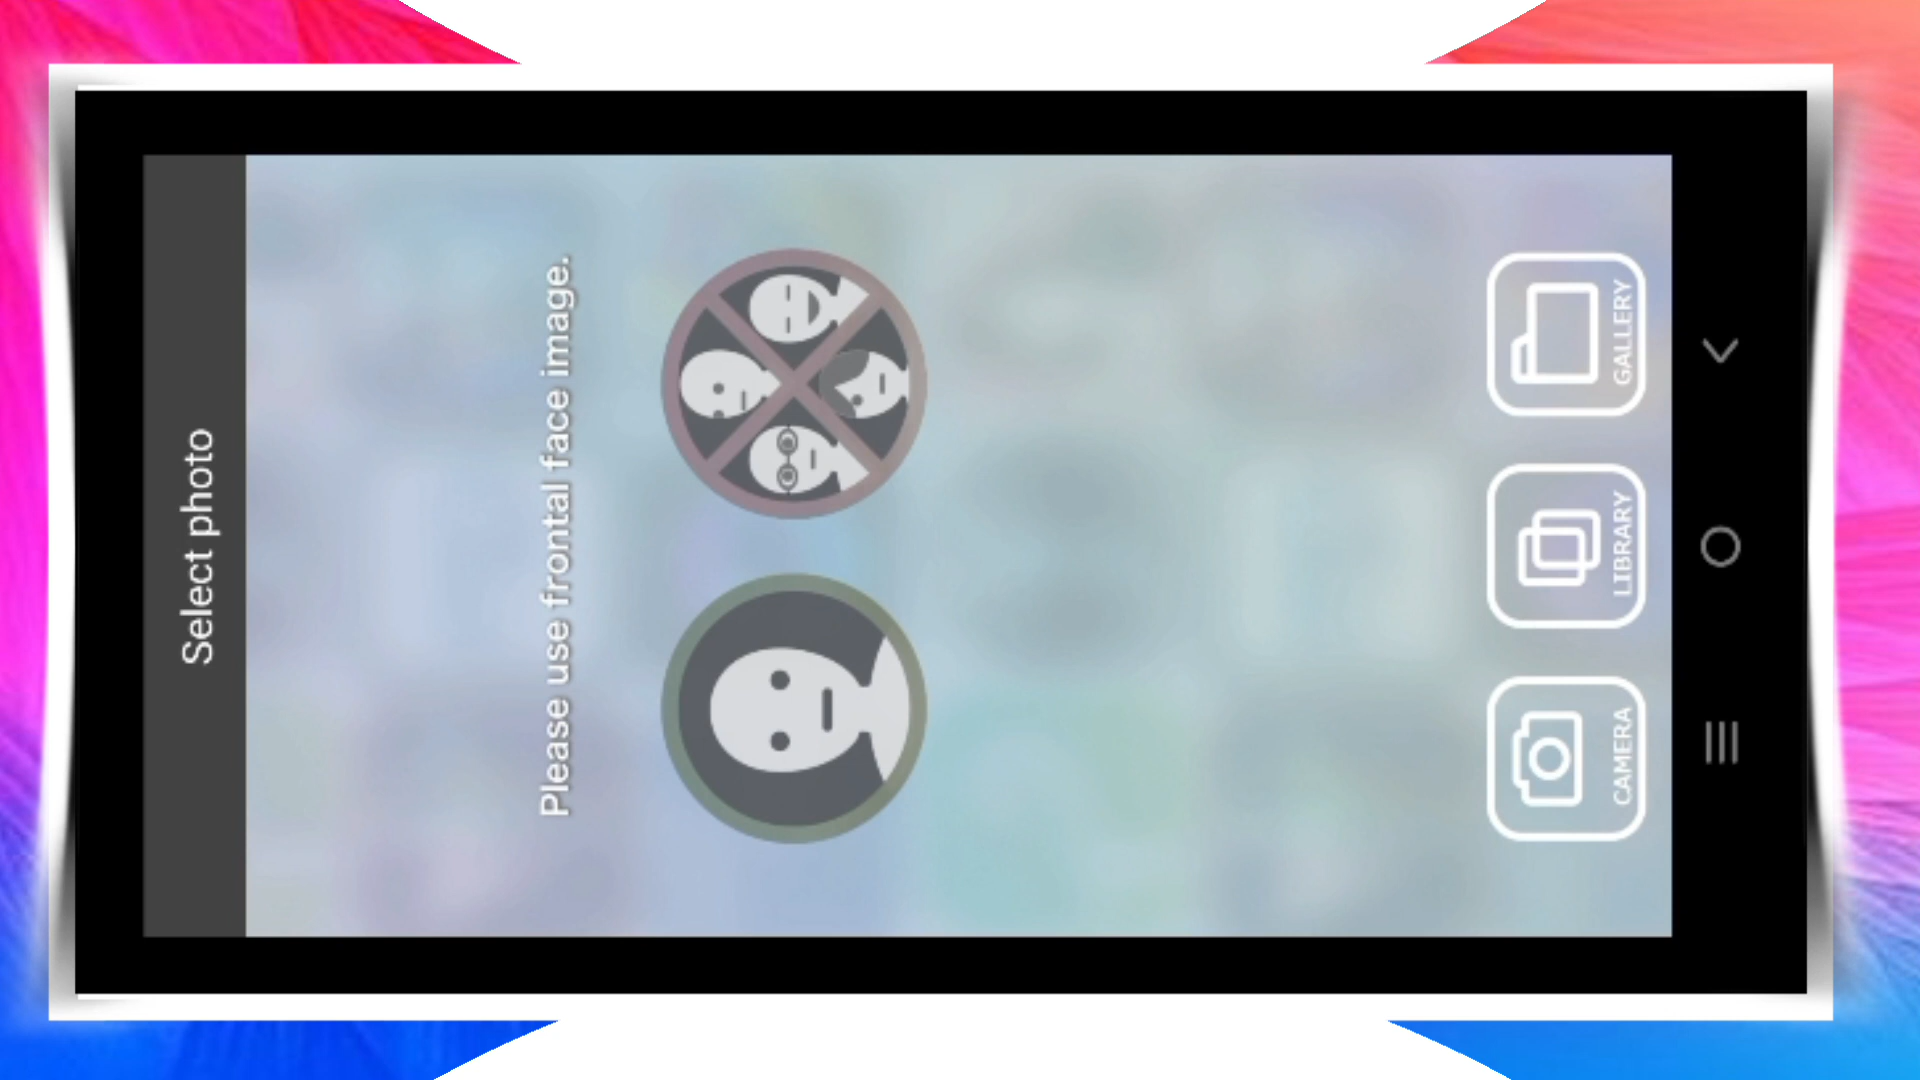 Select photo
Please use frontal face image.
CAMERA
LIBRARY
GALLERY